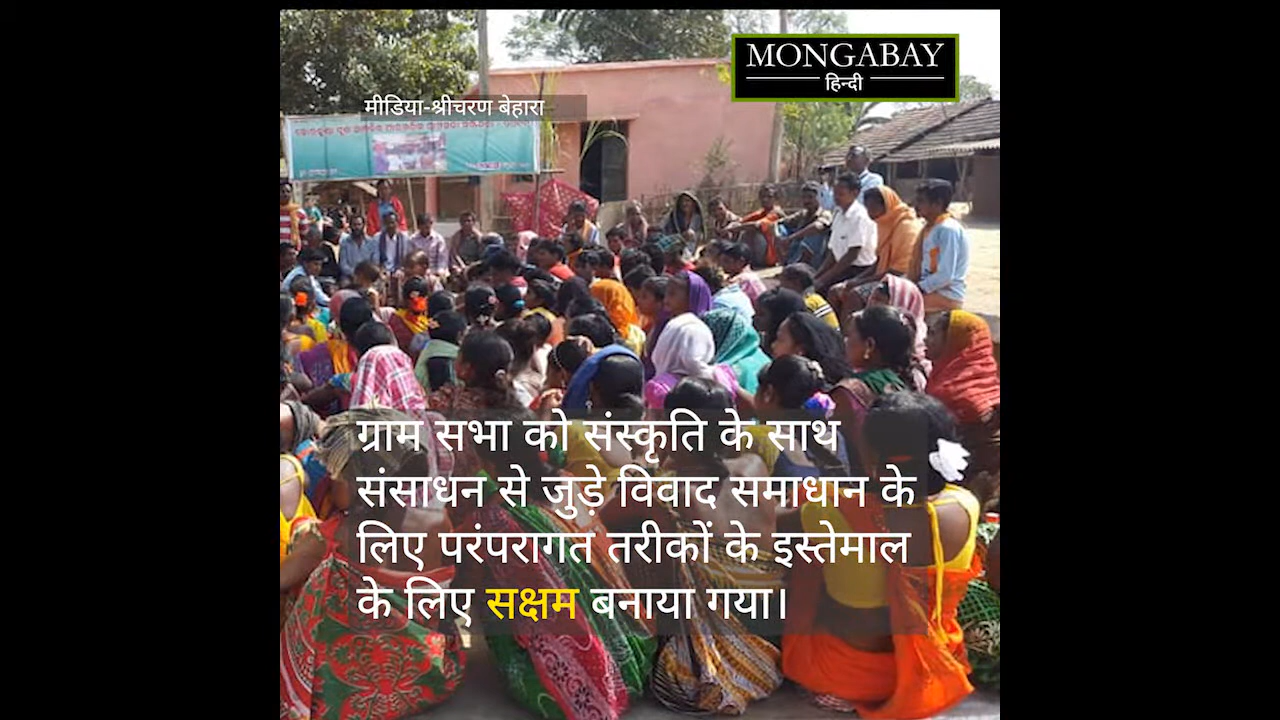 MONGABAY
हिन्दी
मीडिया-श्रीचरण बेहारा
ग्राम सभा को संस्कृति के साथ
संसाधन से जुड़े विवाद समाधान के
लिए परंपरागत तरीकों के इस्तेमाल
के लिए सक्षम बनाया गया।